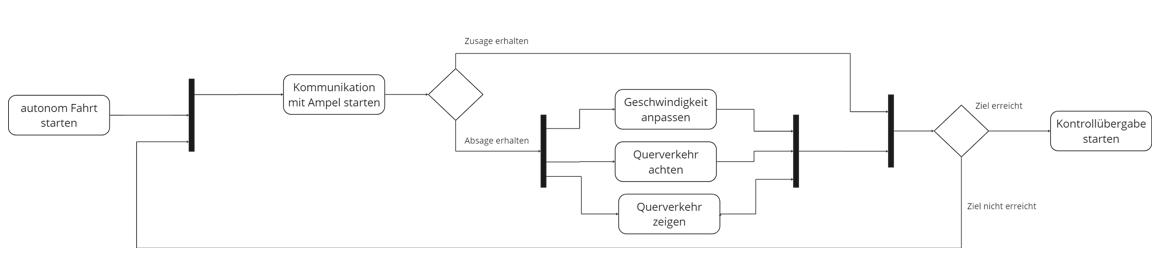 Zusage erhalten
Kommunikation
mit Ampel starten
autonom Fahrt
starten
Absage erhalten
Geschwindigkeit
anpassen
Querverkehr
achten
Querverkehr
zeigen
Ziel erreicht
Kontrollübergabe
starten
Ziel nicht erreicht